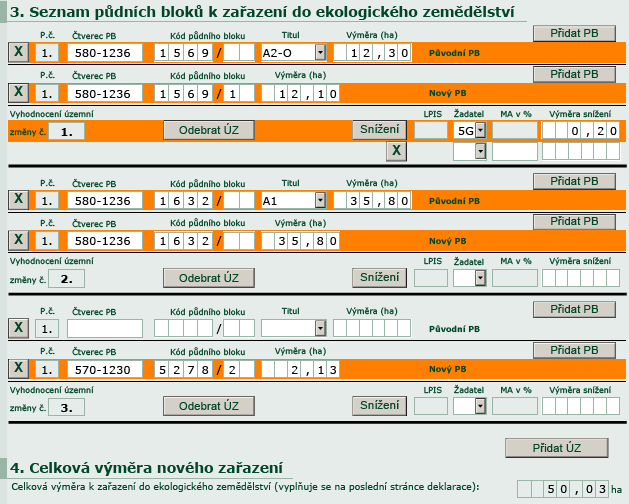 3. Seznam půdních bloků k zařazení do ekologického zemědělství
P.č. Čtverec PB Kód půdního bloku Titul Výměra (ha) Přidat PB
X 1. 580-1236 1569/ A2-O 12,30 Původní PB
P.č. Čtverec PB Kód půdního bloku Výměra (ha) Přidat PB
X 1. 580-1236 1569/1 12,10 Nový PB
Vyhodnocení územní LPIS Žadatel MA v % Výměra snížení
změny č. 1. Odebrat ÚZ Snížení 5G 0,20
X
P.č. Čtverec PB Kód půdního bloku Titul Výměra (ha) Přidat PB
X 1. 580-1236 1632/ A1 35,80 Původní PB
P.č. Čtverec PB Kód půdního bloku Výměra (ha) Přidat PB
X 1. 580-1236 1632/ 35,80 Nový PB
Vyhodnocení územní LPIS Žadatel MA v % Výměra snížení
změny č. 2. Odebrat ÚZ Snížení
P.č. Čtverec PB Kód půdního bloku Titul Výměra (ha) Přidat PB
X 1. / , Původní PB
P.č. Čtverec PB Kód půdního bloku Výměra (ha) Přidat PB
X 1. 570-1230 5278/2 2,13 Nový PB
Vyhodnocení územní LPIS Žadatel MA v % Výměra snížení
změny č. 3. Odebrat ÚZ Snížení
Přidat ÚZ
4. Celková výměra nového zařazení
Celková výměra k zařazení do ekologického zemědělství (vyplňuje se na poslední stránce deklarace): 50,03 ha